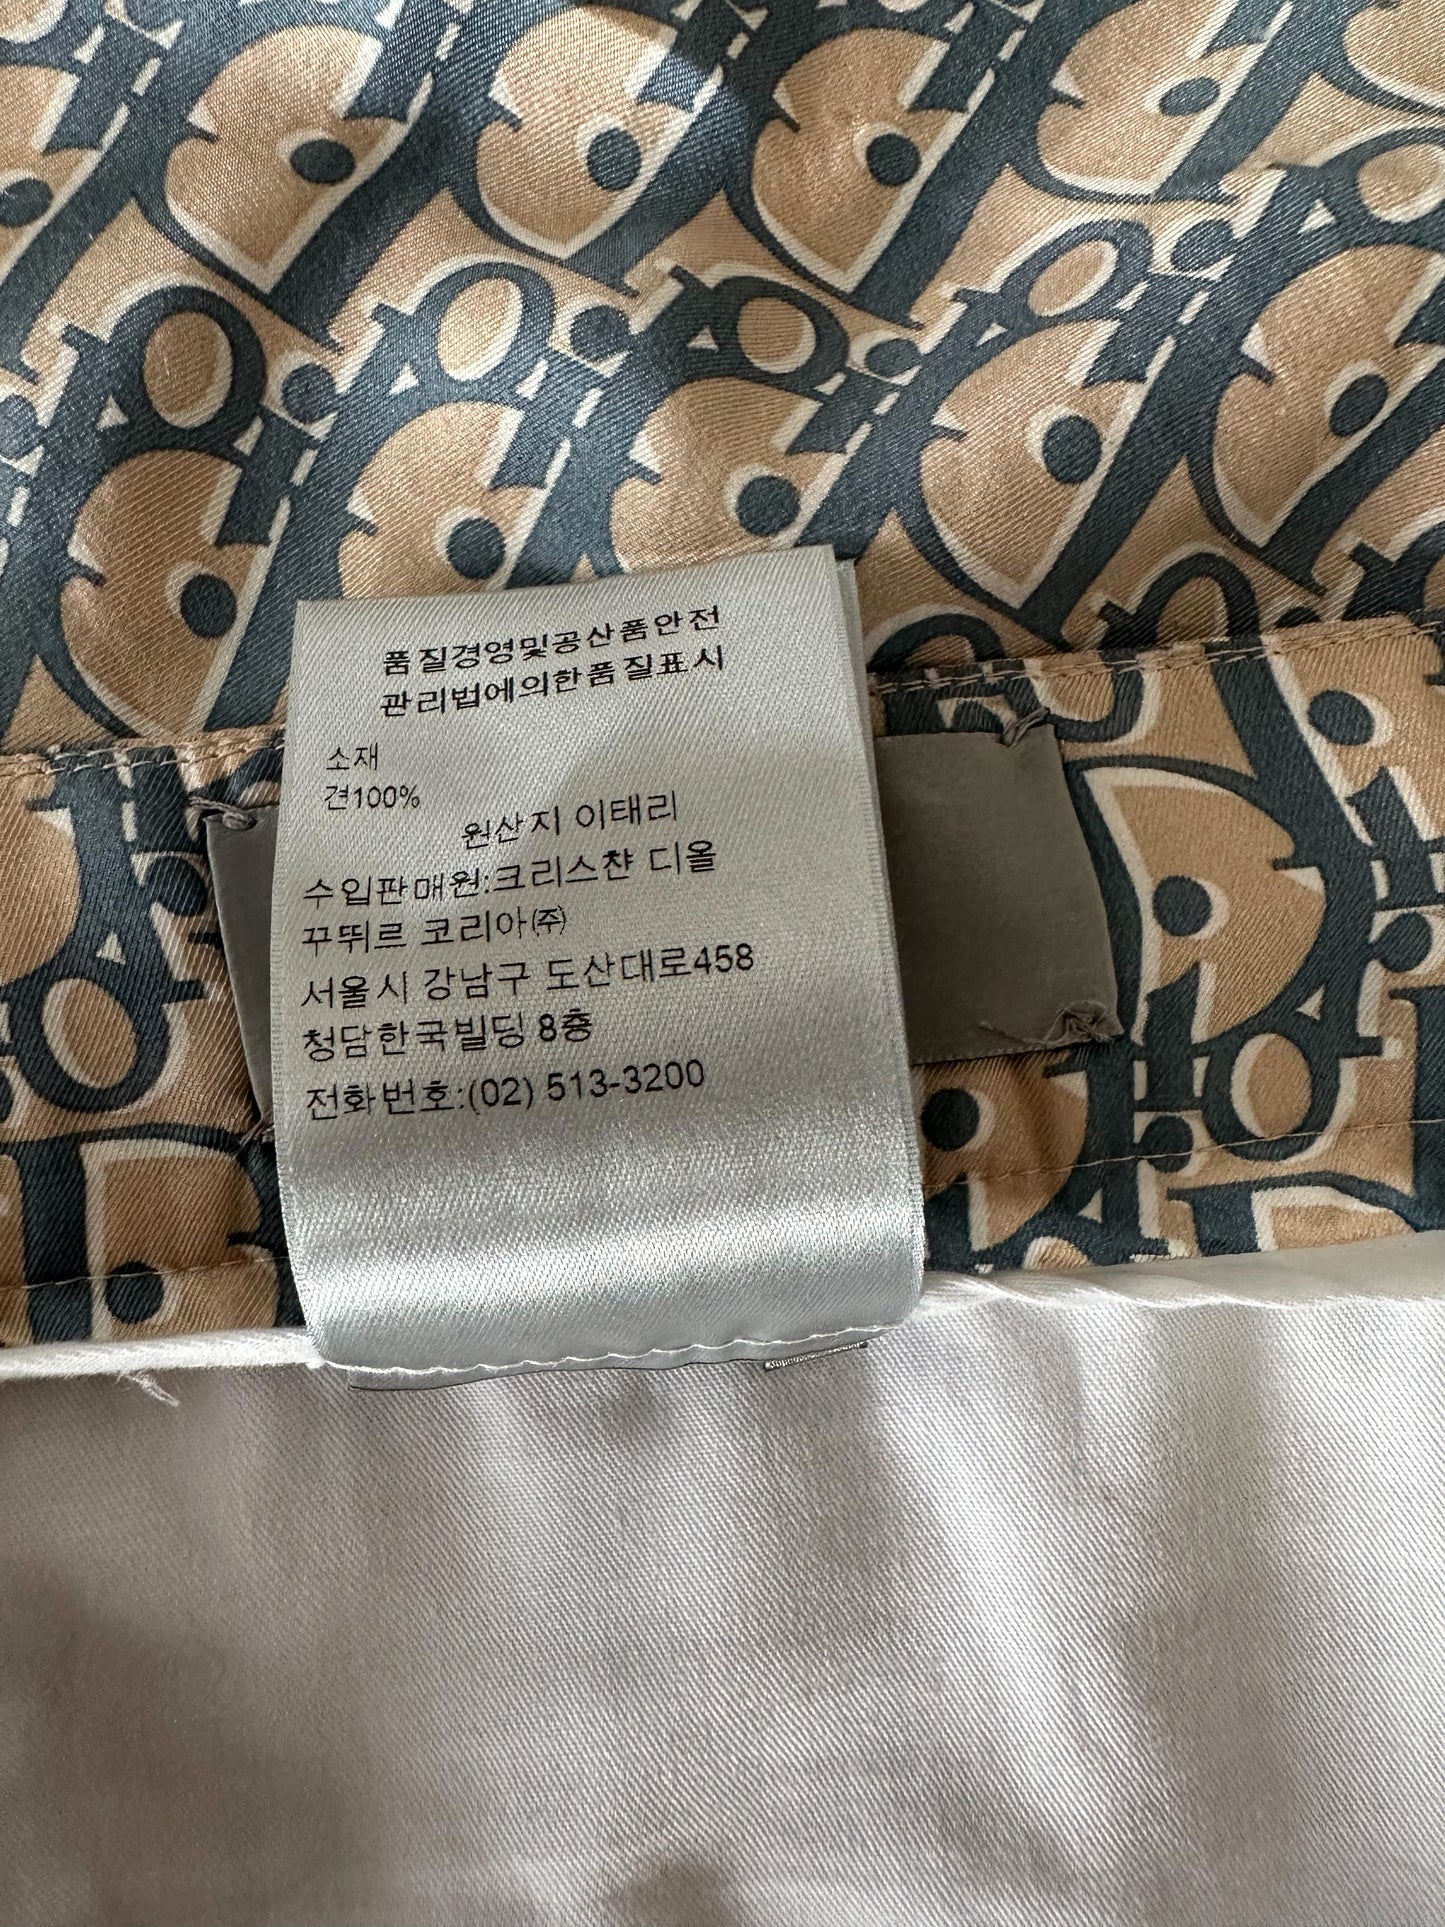 품질경영및공산품안전
관리법에의한품질표시
소재
견100%
원산지 이태리
수입판매원:크리스챤 디올
꾸뛰르 코리아㈜
서울시 강남구 도산대로458
청담한국빌딩 8층
전화번호:(02) 513-3200